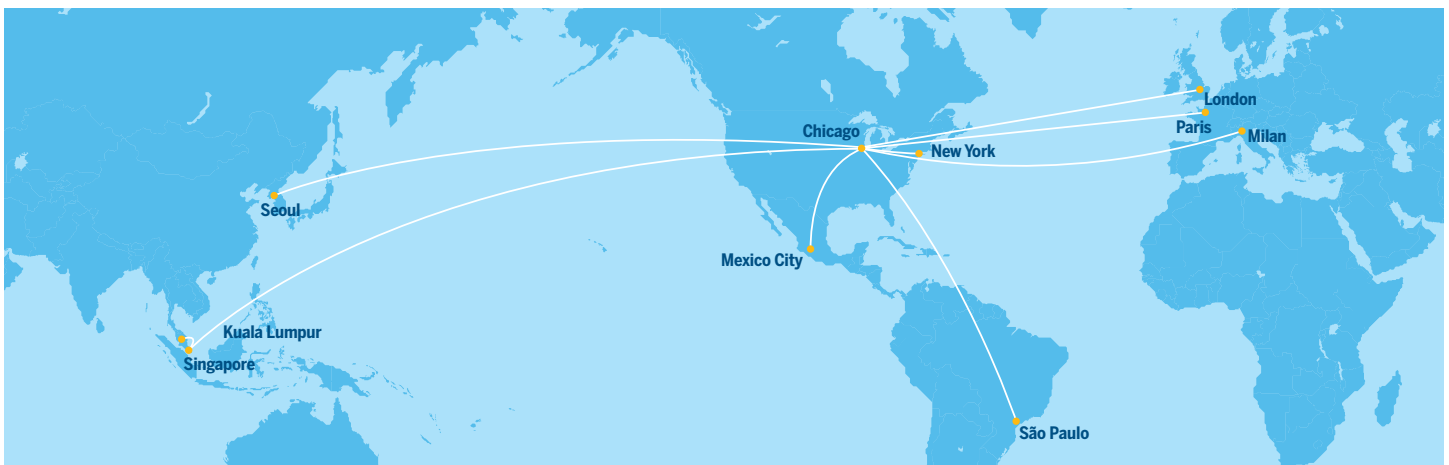 London
Paris
Milan
Chicago
New York
Seoul
Mexico City
Kuala Lumpur
Singapore
São Paulo